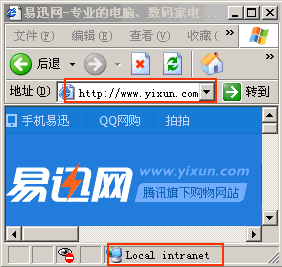 易迅网-专业的电脑、数码家电
文件(F) 编辑(E) 查看(V) »
后退
地址(D) http://www.yixun.com 转到
手机易迅 QQ网购 拍拍
易迅网 www.yixun.com
腾讯旗下购物网站
Local intranet